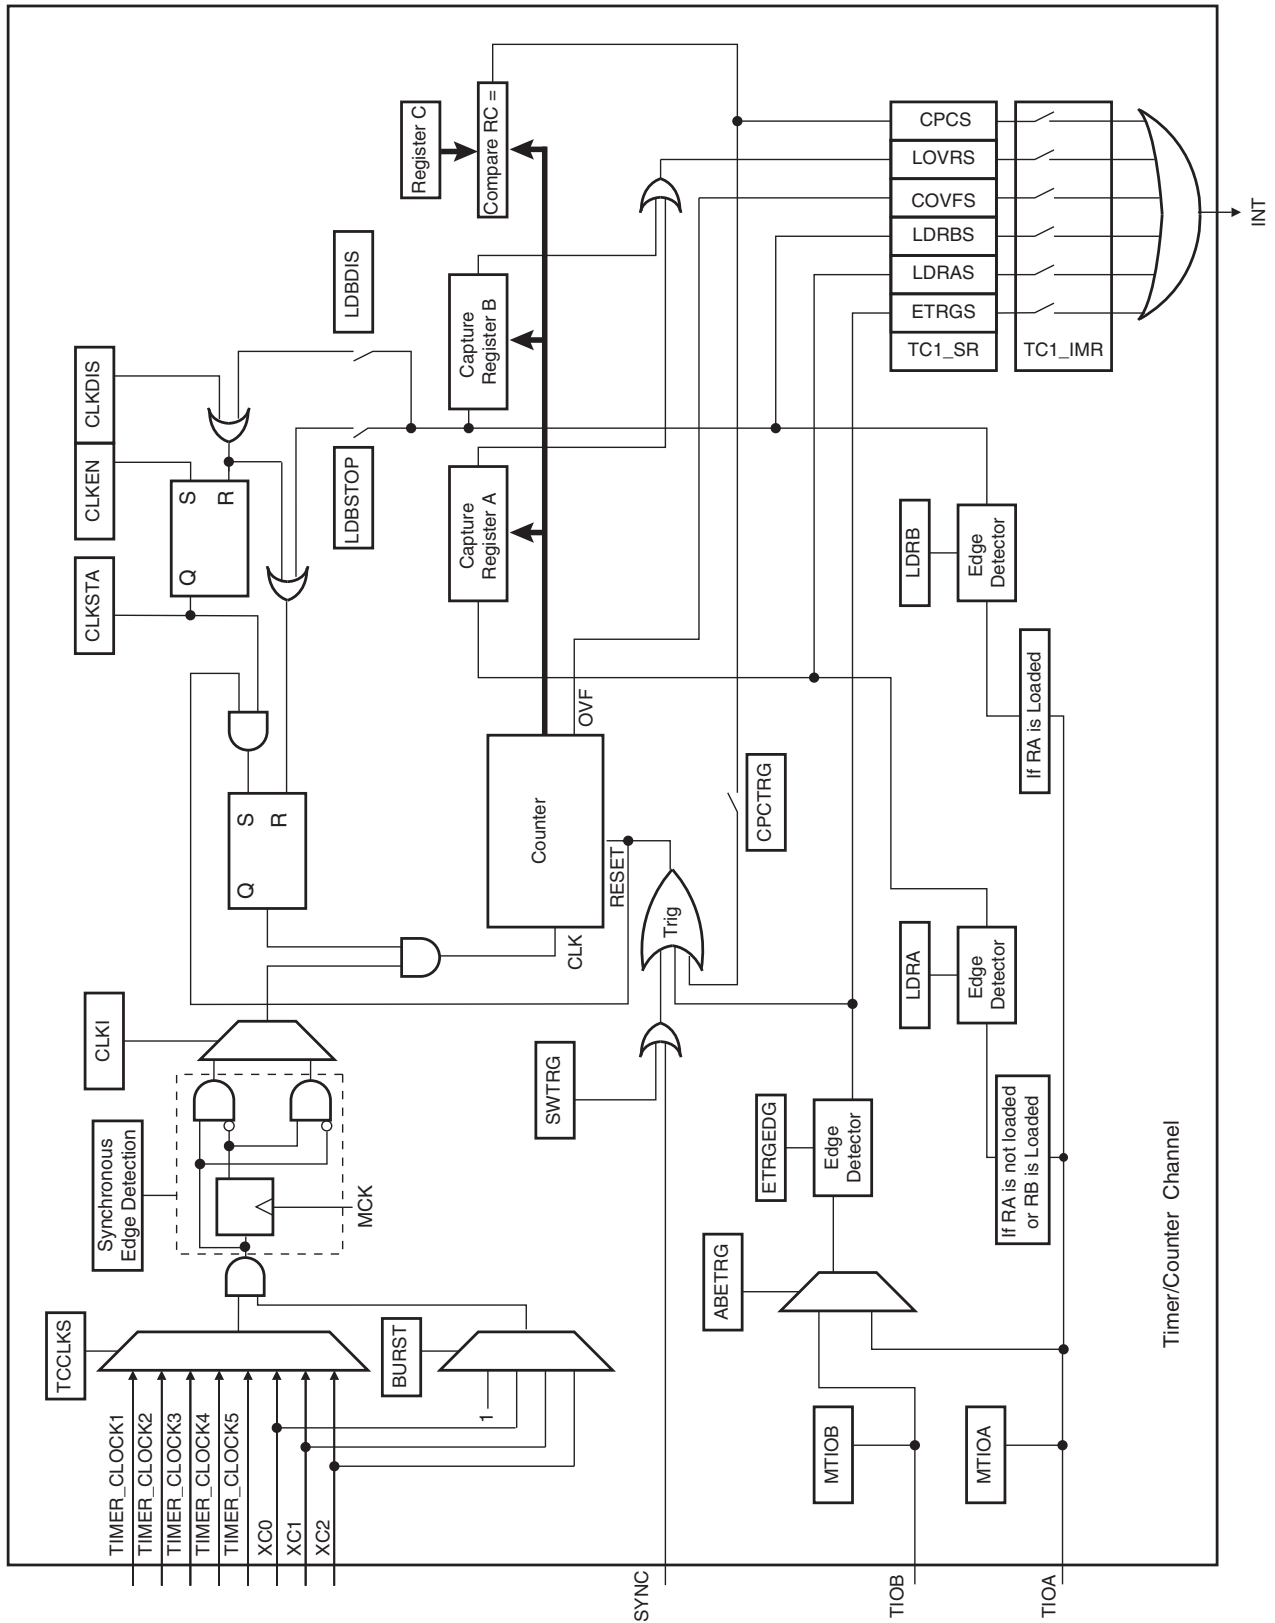 TCCLKS
TIMER_CLOCK1
TIMER_CLOCK2
TIMER_CLOCK3
TIMER_CLOCK4
TIMER_CLOCK5
XC0
XC1
XC2
BURST
1
Synchronous
Edge Detection
MCK
CLKI
CLKSTA
CLKEN
CLKDIS
Q
S
R
Q
S
R
LDBSTOP
LDBDIS
Register C
Capture
Register A
Capture
Register B
Compare RC =
Counter
CLK
OVF
RESET
SYNC
SWTRG
Trig
CPCTRG
TIOB
MTIOB
ABETRG
ETRGEDG
Edge
Detector
TIOA
MTIOA
If RA is not loaded
or RB is Loaded
LDRA
Edge
Detector
If RA is Loaded
LDRB
Edge
Detector
CPCS
LOVRS
COVFS
LDRBS
LDRAS
ETRGS
TC1_SR
TC1_IMR
INT
Timer/Counter Channel